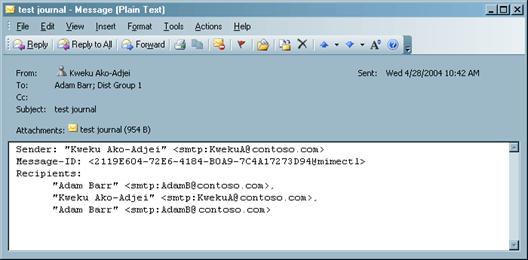 test journal - Message (Plain Text)
File Edit View Insert Format Tools Actions Help
Reply Reply to All Forward
From: Kweku Ako-Adjei Sent: Wed 4/28/2004 10:42 AM
To: Adam Barr; Dist Group 1
Cc:
Subject: test journal
Attachments: test journal (954 B)
Sender: "Kweku Ako-Adjei" <smtp:KwekuA@contoso.com>
Message-ID: <2119E604-72E6-4184-B0A9-7C4A17273D94@mimectl>
Recipients:
"Adam Barr" <smtp:AdamB@contoso.com>,
"Kweku Ako-Adjei" <smtp:KwekuA@contoso.com>,
"Adam Barr" <smtp:AdamB@contoso.com>